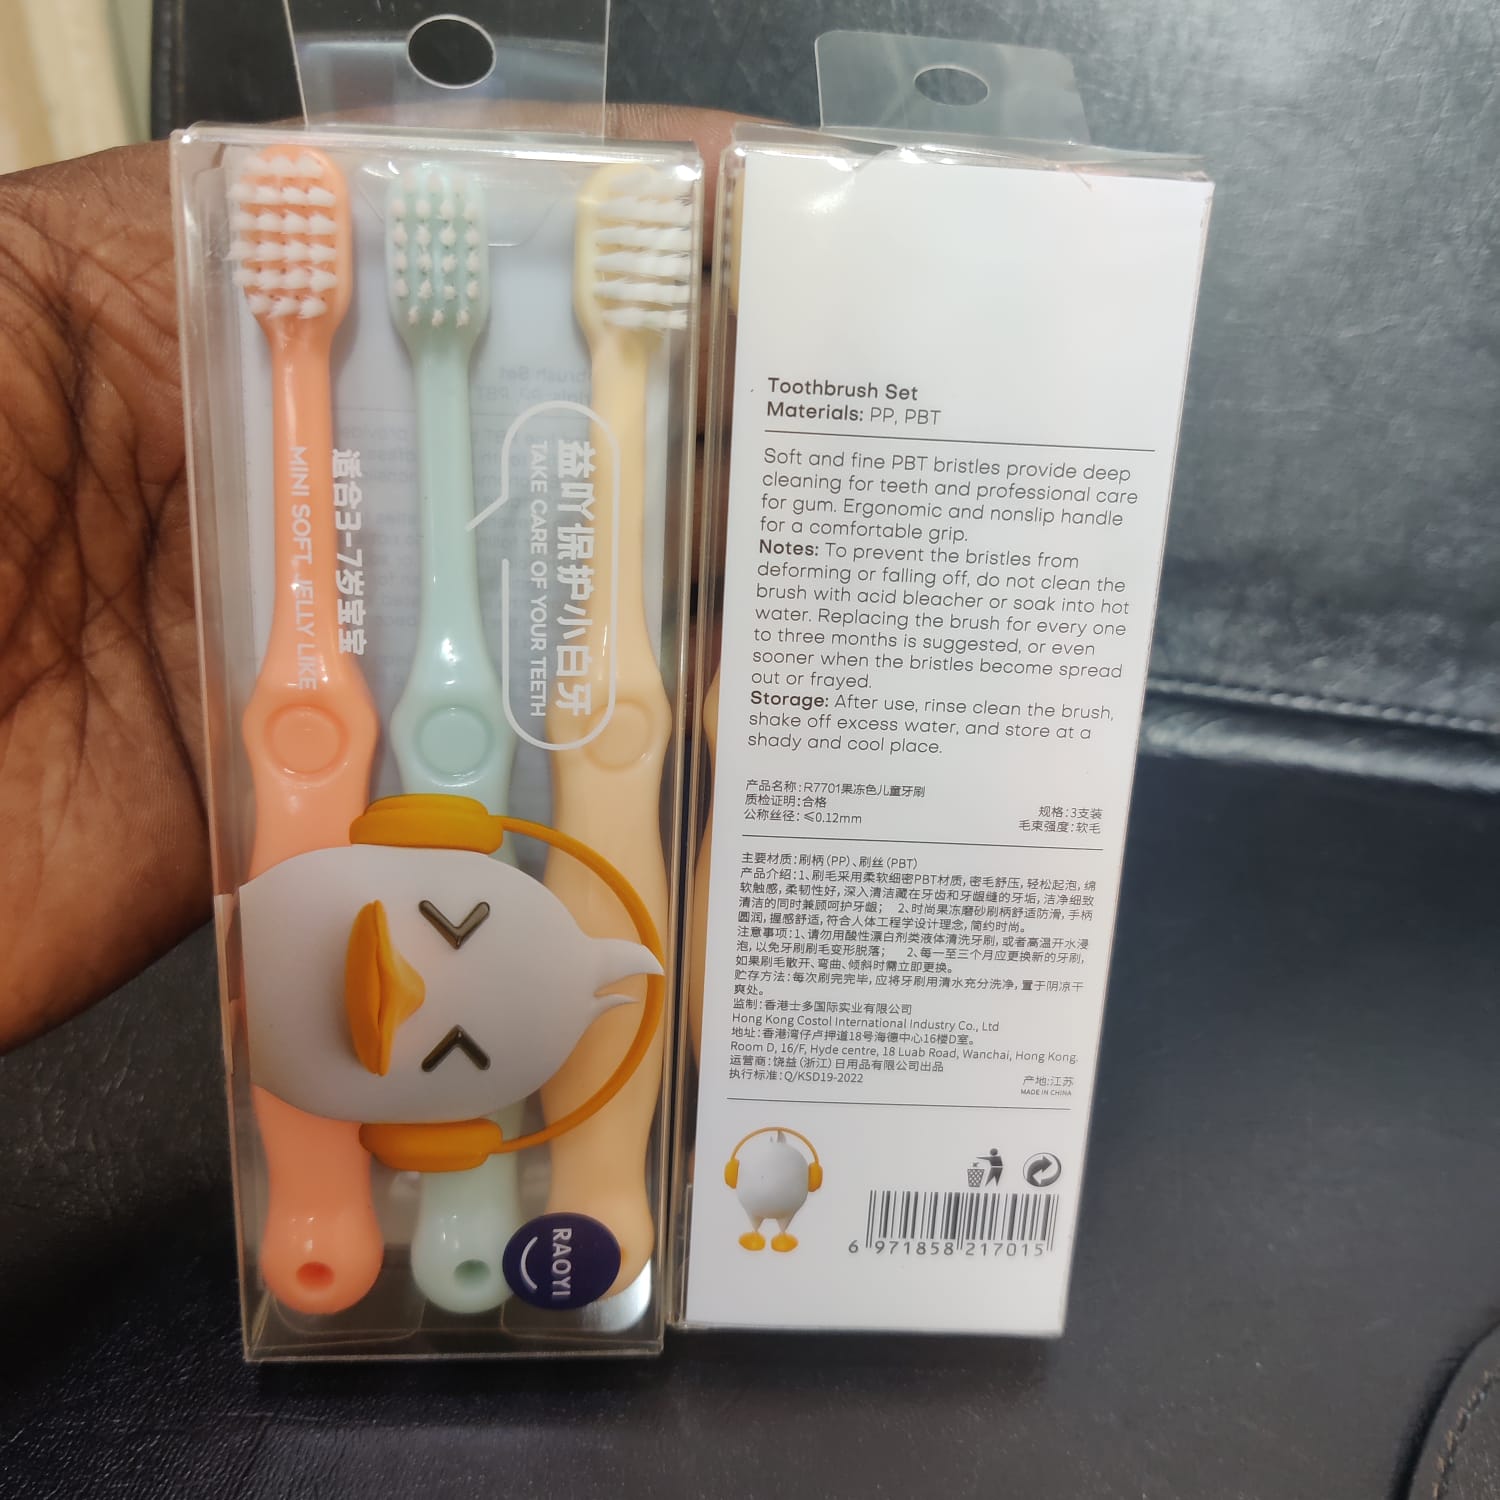 适合3-7岁宝宝
MINI SOFT JELLY LIKE
益吖保护小白牙
TAKE CARE OF YOUR TEETH
RAOYI
Toothbrush Set
Materials: PP, PBT
Soft and fine PBT bristles provide deep
cleaning for teeth and professional care
for gum. Ergonomic and nonslip handle
for a comfortable grip.
Notes: To prevent the bristles from
deforming or falling off, do not clean the
brush with acid bleacher or soak into hot
water. Replacing the brush for every one
to three months is suggested, or even
sooner when the bristles become spread
out or frayed.
Storage: After use, rinse clean the brush,
shake off excess water, and store at a
shady and cool place.
产品名称:R7701果冻色儿童牙刷
质检证明:合格
规格:3支装
公称丝径:≤0.12mm
毛束强度:软毛
主要材质:刷柄(PP)、刷丝(PBT)
产品介绍:1、刷毛采用柔软细密PBT材质,密毛舒压,轻松起泡,绵
软触感,柔韧性好,深入清洁藏在牙齿和牙龈缝的牙垢,洁净细致
清洁的同时兼顾呵护牙龈; 2、时尚果冻磨砂刷柄舒适防滑,手柄
圆润,握感舒适,符合人体工程学设计理念,简约时尚。
注意事项:1、请勿用酸性漂白剂类液体清洗牙刷,或者高温开水浸
泡,以免牙刷刷毛变形脱落; 2、每一至三个月应更换新的牙刷,
如果刷毛散开、弯曲、倾斜时需立即更换。
贮存方法:每次刷完完毕,应将牙刷用清水充分洗净,置于阴凉干
爽处。
监制:香港士多国际实业有限公司
Hong Kong Costol International Industry Co., Ltd
地址:香港湾仔卢押道18号海德中心16楼D室。
Room D, 16/F, Hyde centre, 18 Luab Road, Wanchai, Hong Kong.
运营商:饶益(浙江)日用品有限公司出品
执行标准:Q/KSD19-2022
产地:江苏
MADE IN CHINA
6 971858 217015